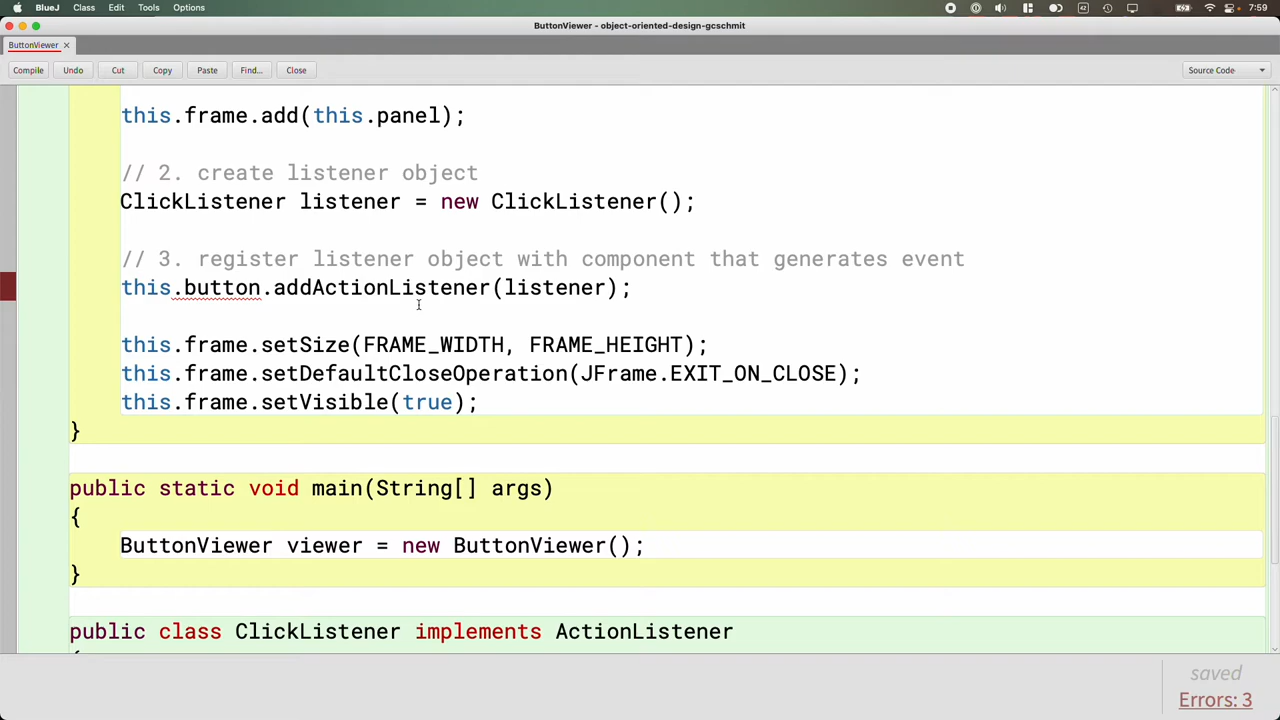 BlueJ Class Edit Tools Options 7:59
ButtonViewer - object-oriented-design-gcschmit
ButtonViewer
Compile Undo Cut Copy Paste Find... Close Source Code
this.frame.add(this.panel);
// 2. create listener object
ClickListener listener = new ClickListener();
// 3. register listener object with component that generates event
this.button.addActionListener(listener);
this.frame.setSize(FRAME_WIDTH, FRAME_HEIGHT);
this.frame.setDefaultCloseOperation(JFrame.EXIT_ON_CLOSE);
this.frame.setVisible(true);
}
public static void main(String[] args)
{
ButtonViewer viewer = new ButtonViewer();
}
public class ClickListener implements ActionListener
saved
Errors: 3